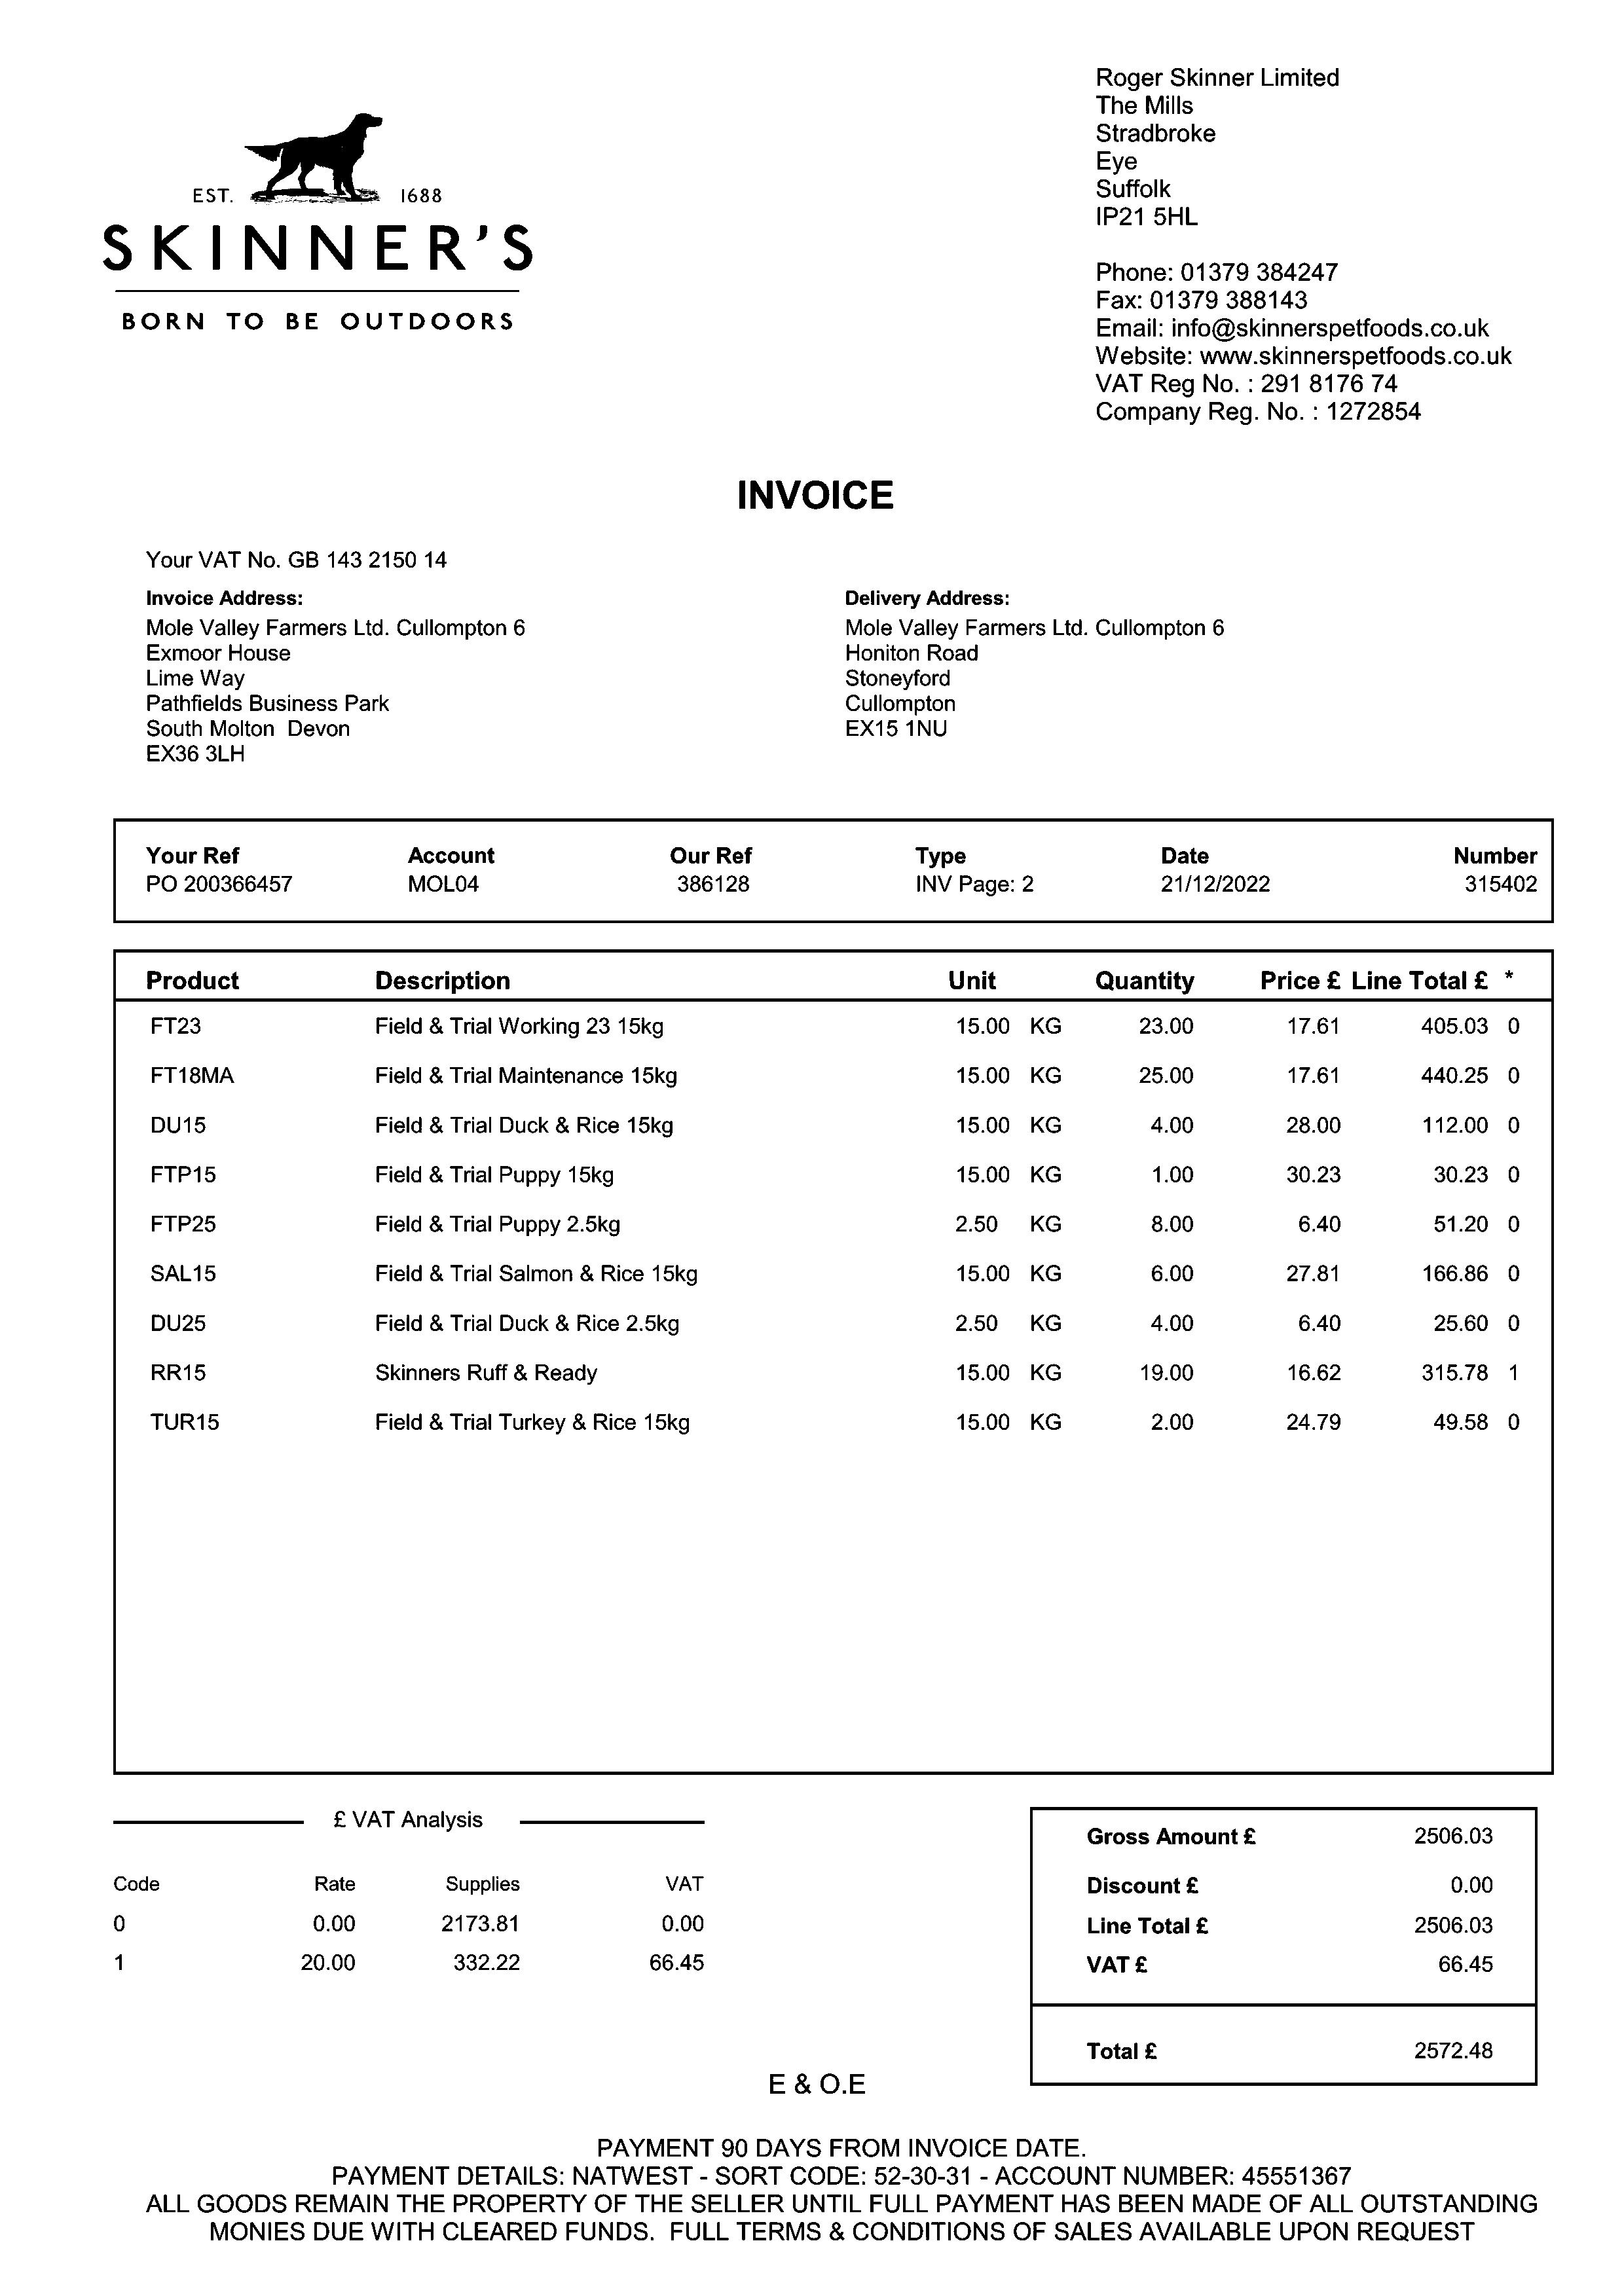 Roger Skinner Limited
The Mills
Stradbroke
Eye
Suffolk
IP21 5HL
EST. 1688
SKINNER'S
BORN TO BE OUTDOORS
Phone: 01379 384247
Fax: 01379 388143
Email: info@skinnerspetfoods.co.uk
Website: www.skinnerspetfoods.co.uk
VAT Reg No. : 291 8176 74
Company Reg. No. : 1272854
INVOICE
Your VAT No. GB 143 2150 14
Invoice Address:
Mole Valley Farmers Ltd. Cullompton 6
Exmoor House
Lime Way
Pathfields Business Park
South Molton  Devon
EX36 3LH
Delivery Address:
Mole Valley Farmers Ltd. Cullompton 6
Honiton Road
Stoneyford
Cullompton
EX15 1NU
Your Ref Account Our Ref Type Date Number
PO 200366457 MOL04 386128 INV Page: 2 21/12/2022 315402
Product Description Unit Quantity Price £ Line Total £ *
FT23 Field & Trial Working 23 15kg 15.00 KG 23.00 17.61 405.03 0
FT18MA Field & Trial Maintenance 15kg 15.00 KG 25.00 17.61 440.25 0
DU15 Field & Trial Duck & Rice 15kg 15.00 KG 4.00 28.00 112.00 0
FTP15 Field & Trial Puppy 15kg 15.00 KG 1.00 30.23 30.23 0
FTP25 Field & Trial Puppy 2.5kg 2.50 KG 8.00 6.40 51.20 0
SAL15 Field & Trial Salmon & Rice 15kg 15.00 KG 6.00 27.81 166.86 0
DU25 Field & Trial Duck & Rice 2.5kg 2.50 KG 4.00 6.40 25.60 0
RR15 Skinners Ruff & Ready 15.00 KG 19.00 16.62 315.78 1
TUR15 Field & Trial Turkey & Rice 15kg 15.00 KG 2.00 24.79 49.58 0
£ VAT Analysis
Code Rate Supplies VAT
0 0.00 2173.81 0.00
1 20.00 332.22 66.45
Gross Amount £ 2506.03
Discount £ 0.00
Line Total £ 2506.03
VAT £ 66.45
Total £ 2572.48
E & O.E
PAYMENT 90 DAYS FROM INVOICE DATE.
PAYMENT DETAILS: NATWEST - SORT CODE: 52-30-31 - ACCOUNT NUMBER: 45551367
ALL GOODS REMAIN THE PROPERTY OF THE SELLER UNTIL FULL PAYMENT HAS BEEN MADE OF ALL OUTSTANDING
MONIES DUE WITH CLEARED FUNDS.  FULL TERMS & CONDITIONS OF SALES AVAILABLE UPON REQUEST